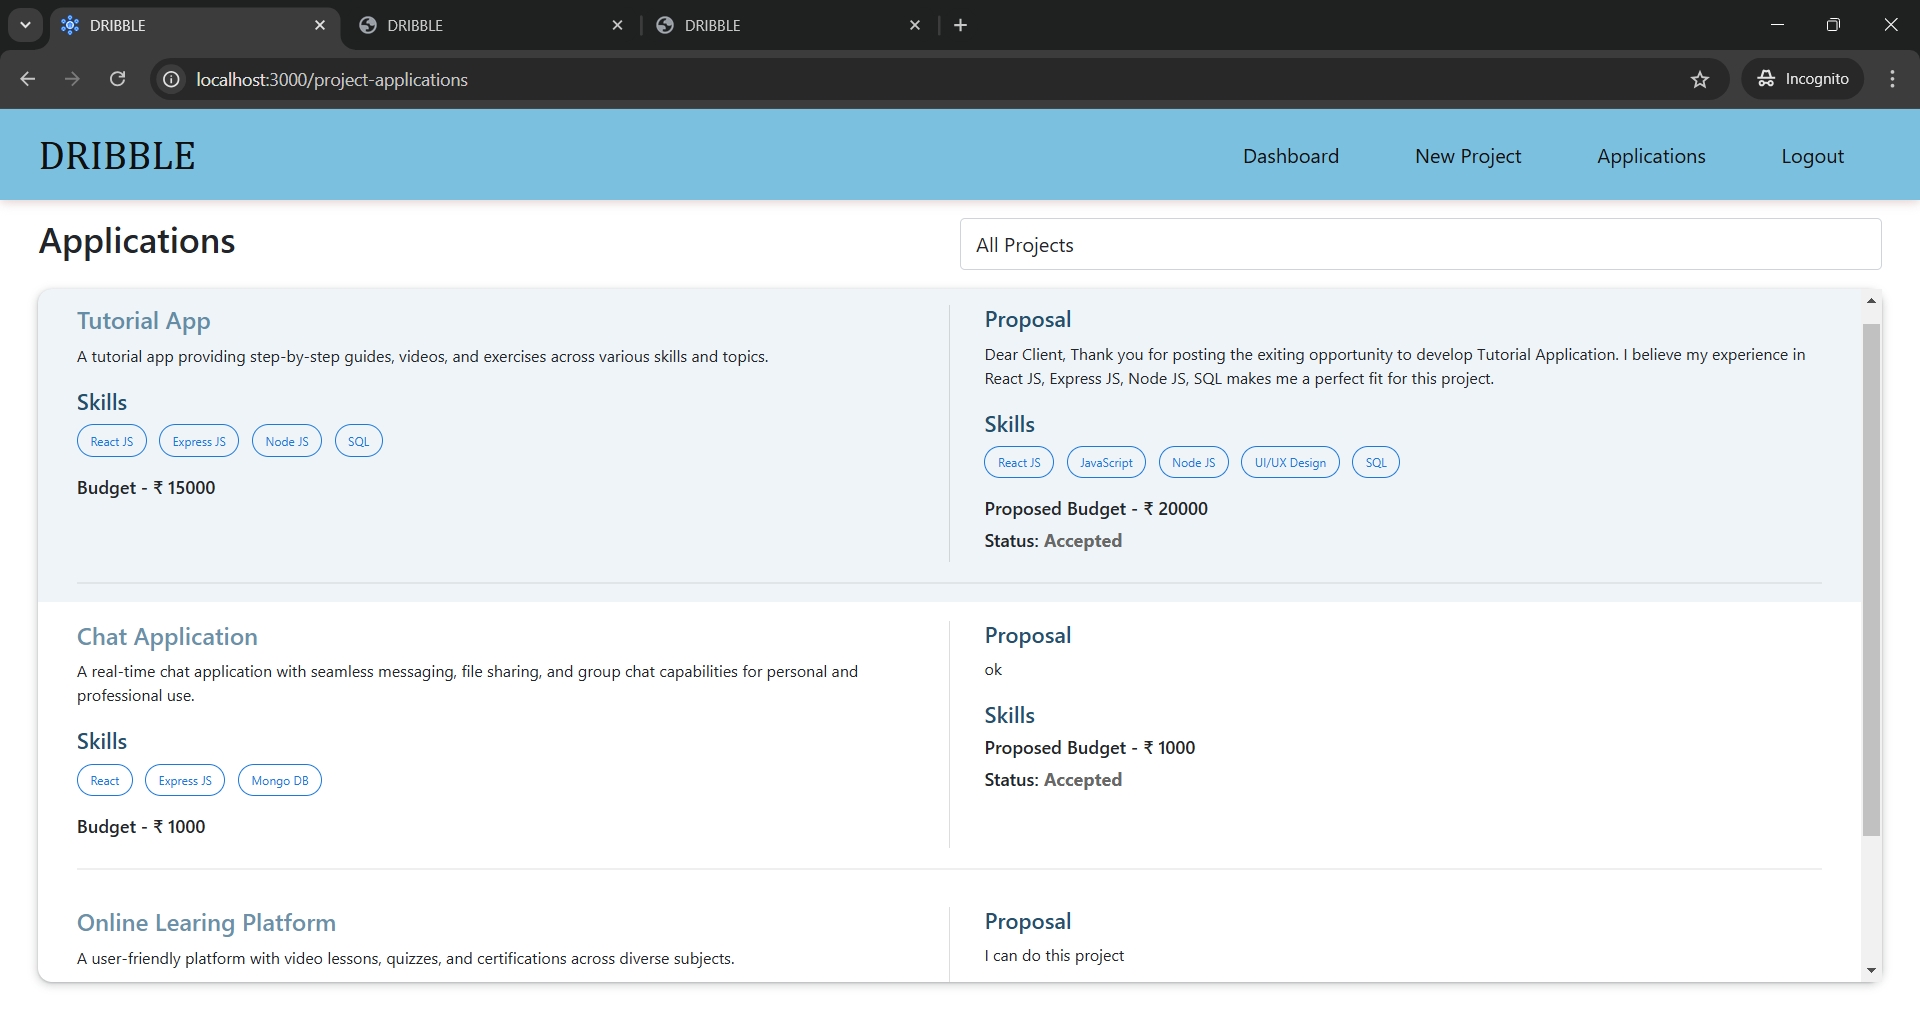 DRIBBLE
DRIBBLE
DRIBBLE
localhost:3000/project-applications
Incognito
DRIBBLE
Dashboard
New Project
Applications
Logout
Applications
All Projects
Tutorial App
A tutorial app providing step-by-step guides, videos, and exercises across various skills and topics.
Skills
React JS
Express JS
Node JS
SQL
Budget - ₹ 15000
Proposal
Dear Client, Thank you for posting the exiting opportunity to develop Tutorial Application. I believe my experience in
React JS, Express JS, Node JS, SQL makes me a perfect fit for this project.
Skills
React JS
JavaScript
Node JS
UI/UX Design
SQL
Proposed Budget - ₹ 20000
Status: Accepted
Chat Application
A real-time chat application with seamless messaging, file sharing, and group chat capabilities for personal and
professional use.
Skills
React
Express JS
Mongo DB
Budget - ₹ 1000
Proposal
ok
Skills
Proposed Budget - ₹ 1000
Status: Accepted
Online Learing Platform
A user-friendly platform with video lessons, quizzes, and certifications across diverse subjects.
Proposal
I can do this project